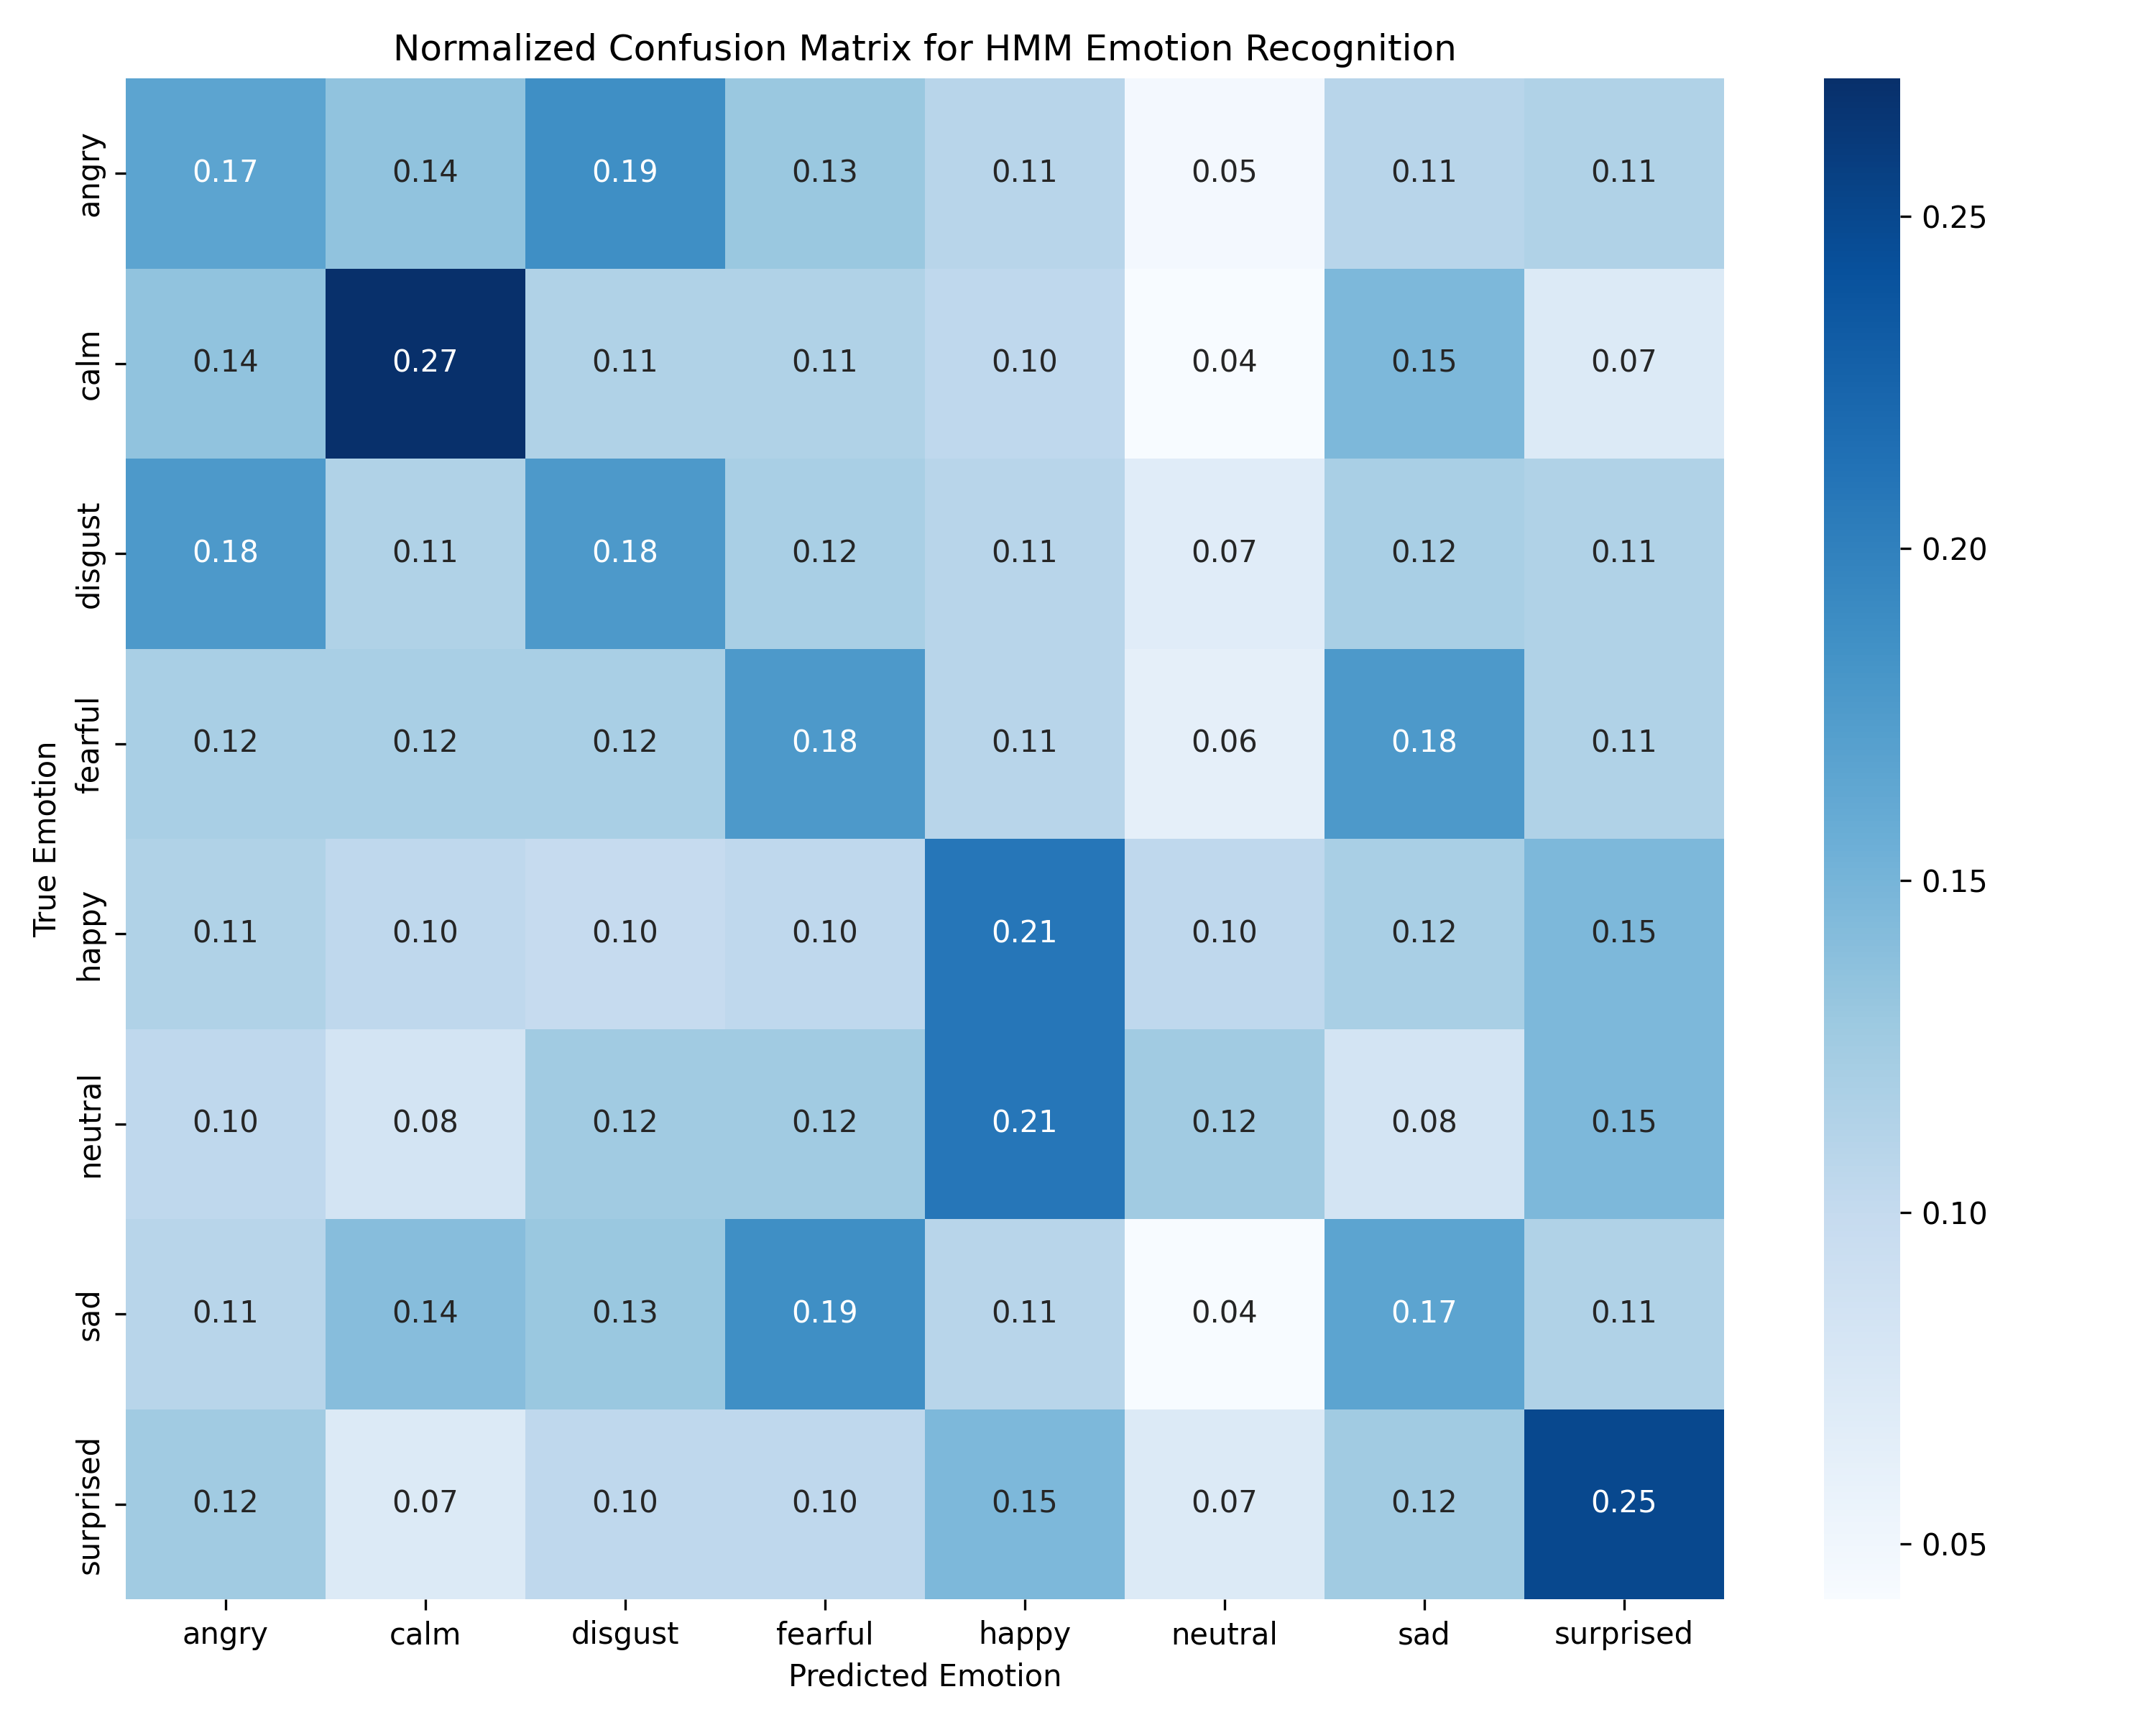 Normalized Confusion Matrix for HMM Emotion Recognition
True Emotion
angry 0.17 0.14 0.19 0.13 0.11 0.05 0.11 0.11
calm 0.14 0.27 0.11 0.11 0.10 0.04 0.15 0.07
disgust 0.18 0.11 0.18 0.12 0.11 0.07 0.12 0.11
fearful 0.12 0.12 0.12 0.18 0.11 0.06 0.18 0.11
happy 0.11 0.10 0.10 0.10 0.21 0.10 0.12 0.15
neutral 0.10 0.08 0.12 0.12 0.21 0.12 0.08 0.15
sad 0.11 0.14 0.13 0.19 0.11 0.04 0.17 0.11
surprised 0.12 0.07 0.10 0.10 0.15 0.07 0.12 0.25
angry calm disgust fearful happy neutral sad surprised
Predicted Emotion
0.25
0.20
0.15
0.10
0.05